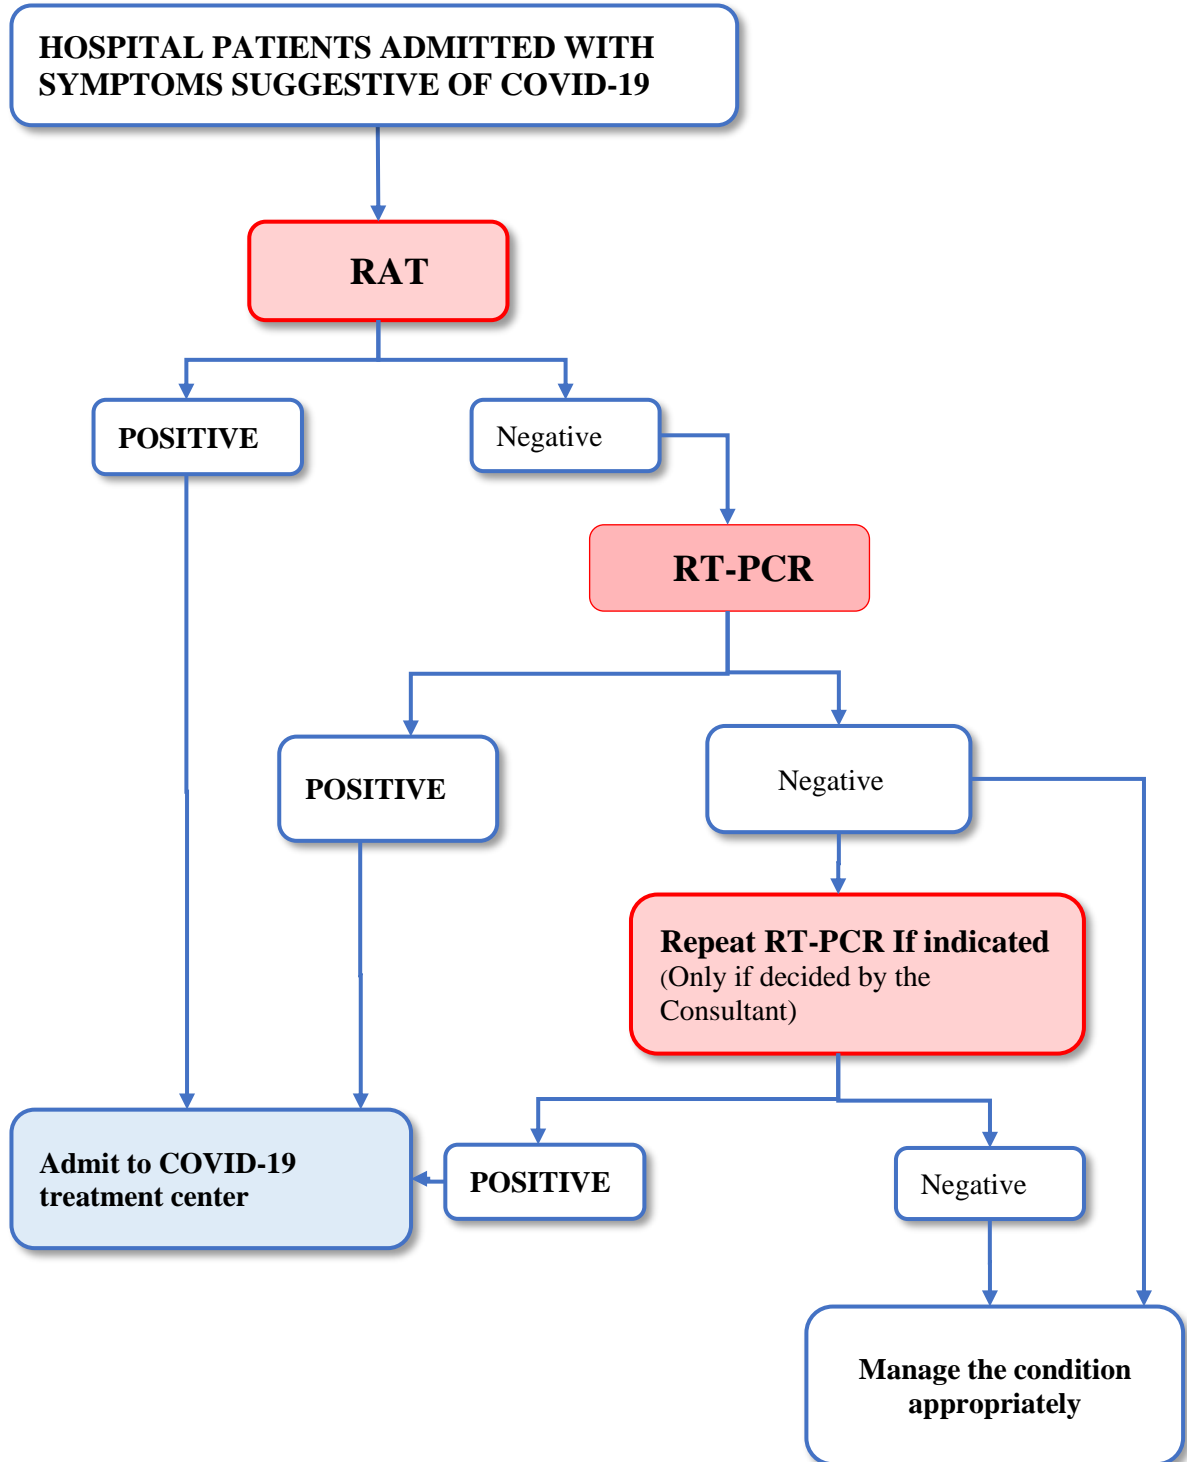 HOSPITAL PATIENTS ADMITTED WITH
SYMPTOMS SUGGESTIVE OF COVID-19
RAT
POSITIVE
Negative
RT-PCR
POSITIVE
Negative
Repeat RT-PCR If indicated
(Only if decided by the
Consultant)
Admit to COVID-19
treatment center
POSITIVE
Negative
Manage the condition
appropriately